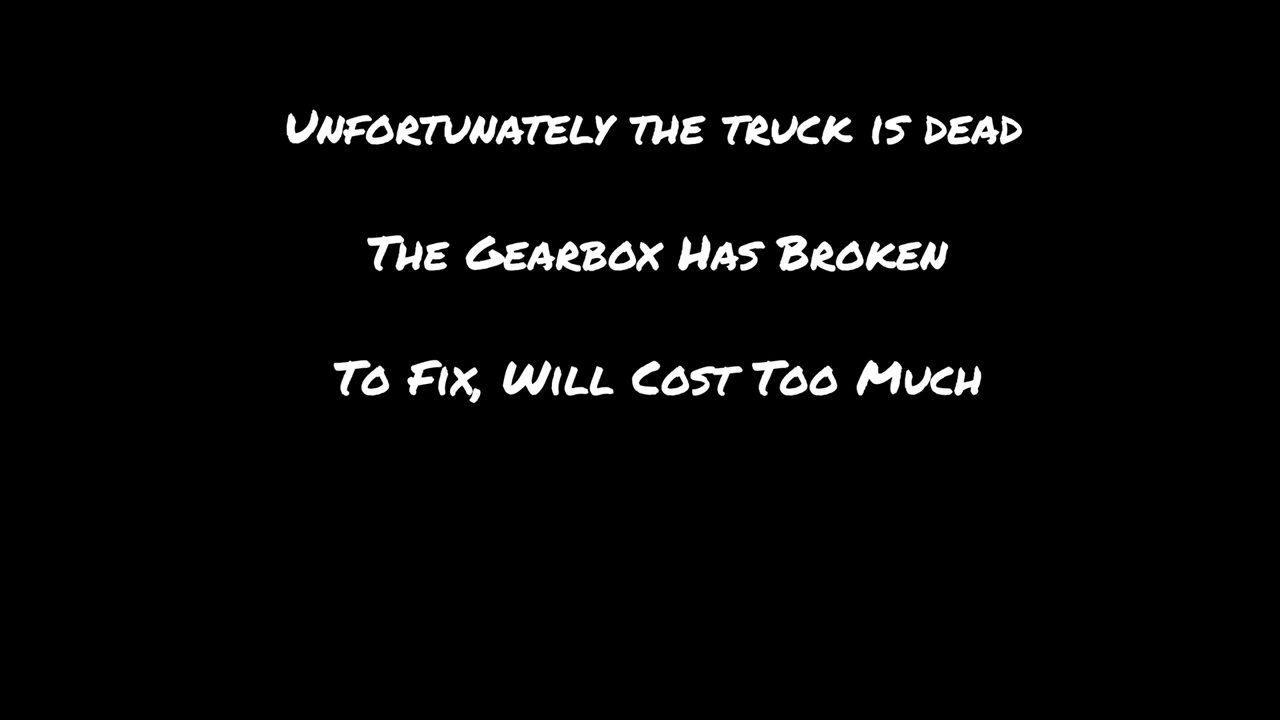 Unfortunately the truck is dead
The Gearbox Has Broken
To Fix, Will Cost Too Much